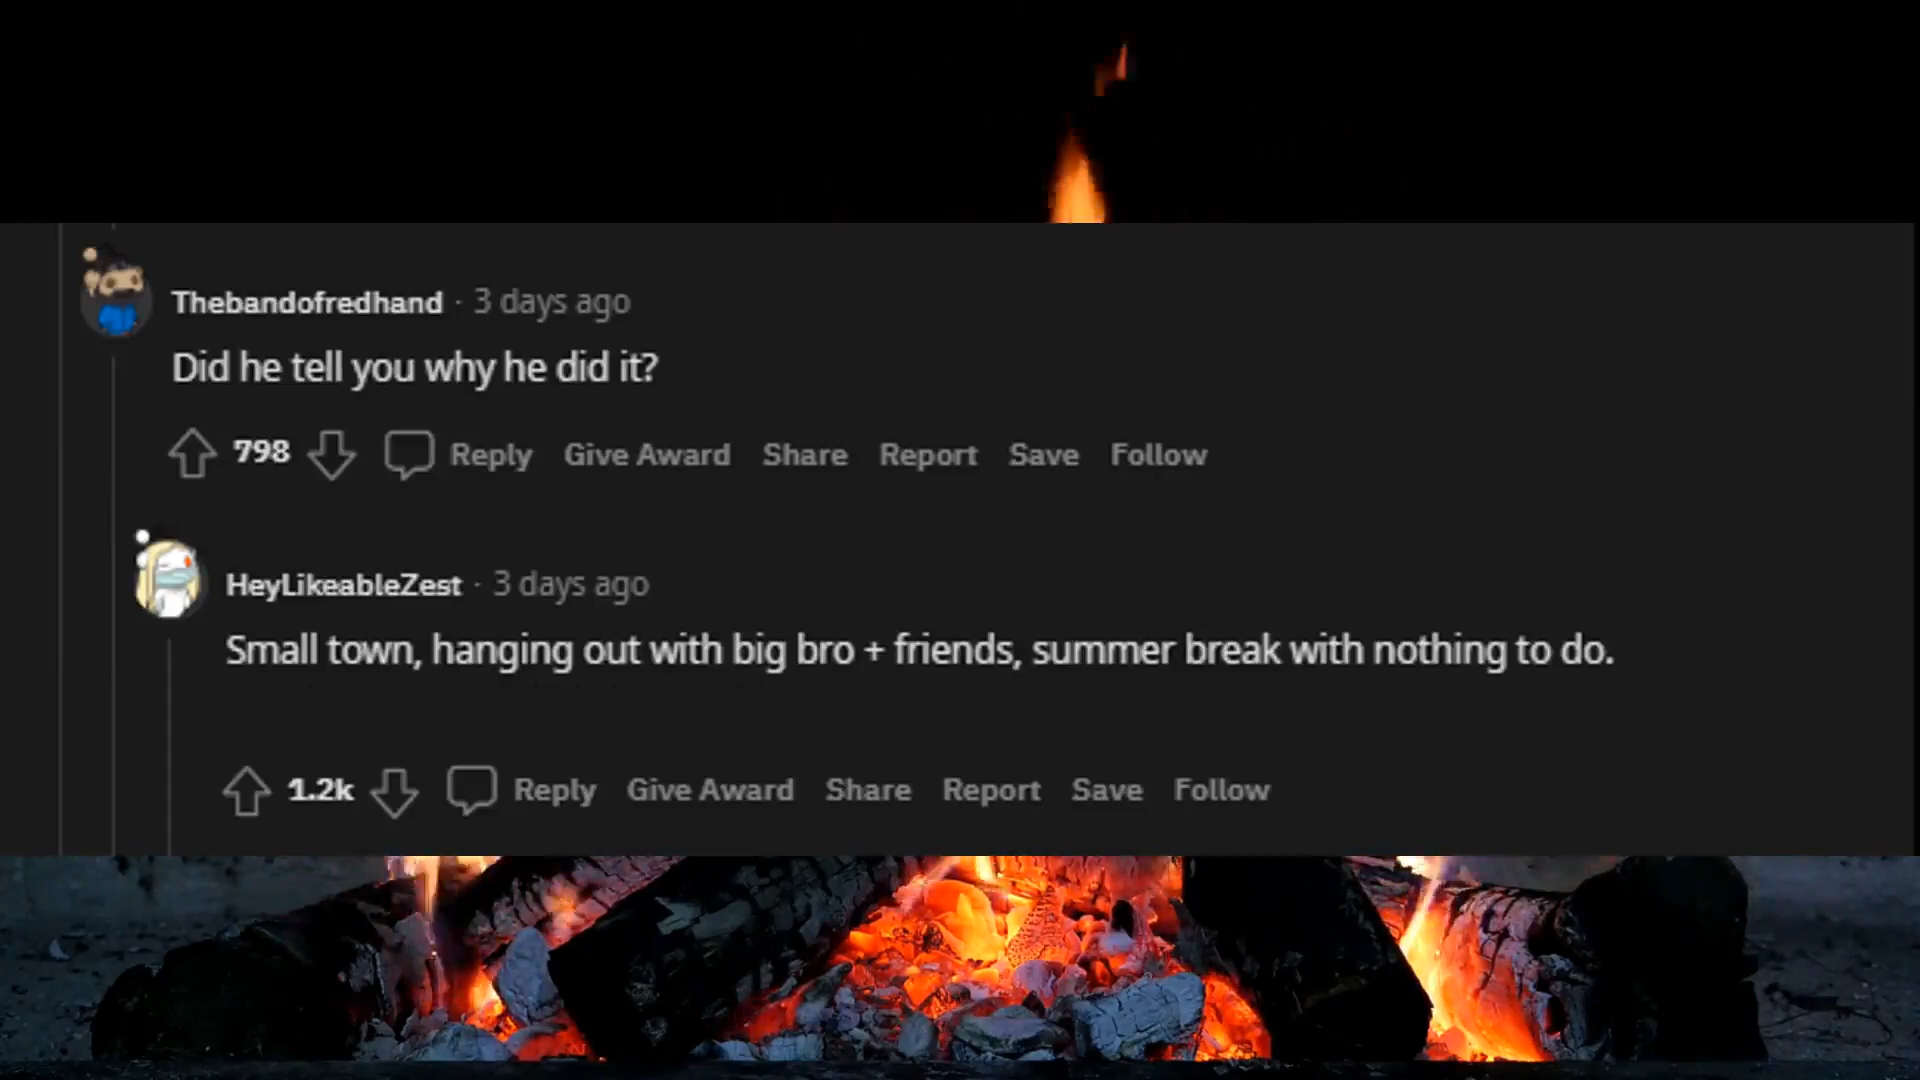 Thebandofredhand · 3 days ago
Did he tell you why he did it?
798 Reply Give Award Share Report Save Follow
HeyLikeableZest · 3 days ago
Small town, hanging out with big bro + friends, summer break with nothing to do.
1.2k Reply Give Award Share Report Save Follow